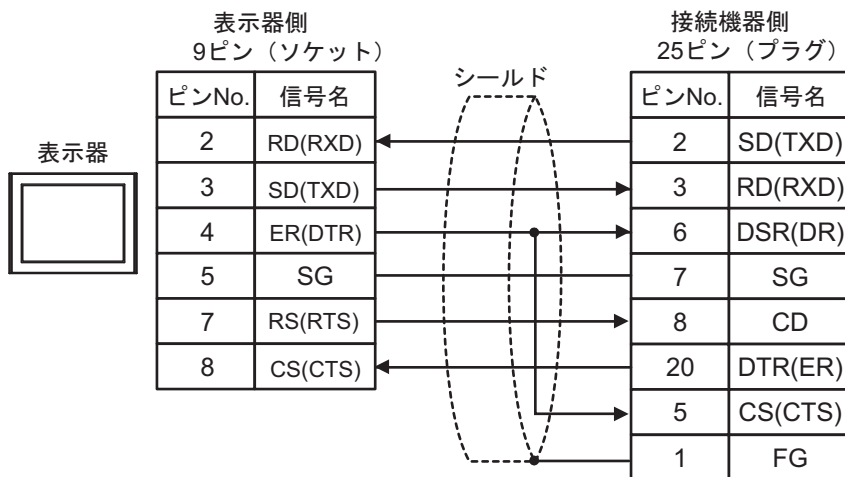 表示器側
9ピン（ソケット）
接続機器側
25ピン（プラグ）
シールド
表示器
ピンNo. 信号名
2 RD(RXD)
3 SD(TXD)
4 ER(DTR)
5 SG
7 RS(RTS)
8 CS(CTS)
ピンNo. 信号名
2 SD(TXD)
3 RD(RXD)
6 DSR(DR)
7 SG
8 CD
20 DTR(ER)
5 CS(CTS)
1 FG